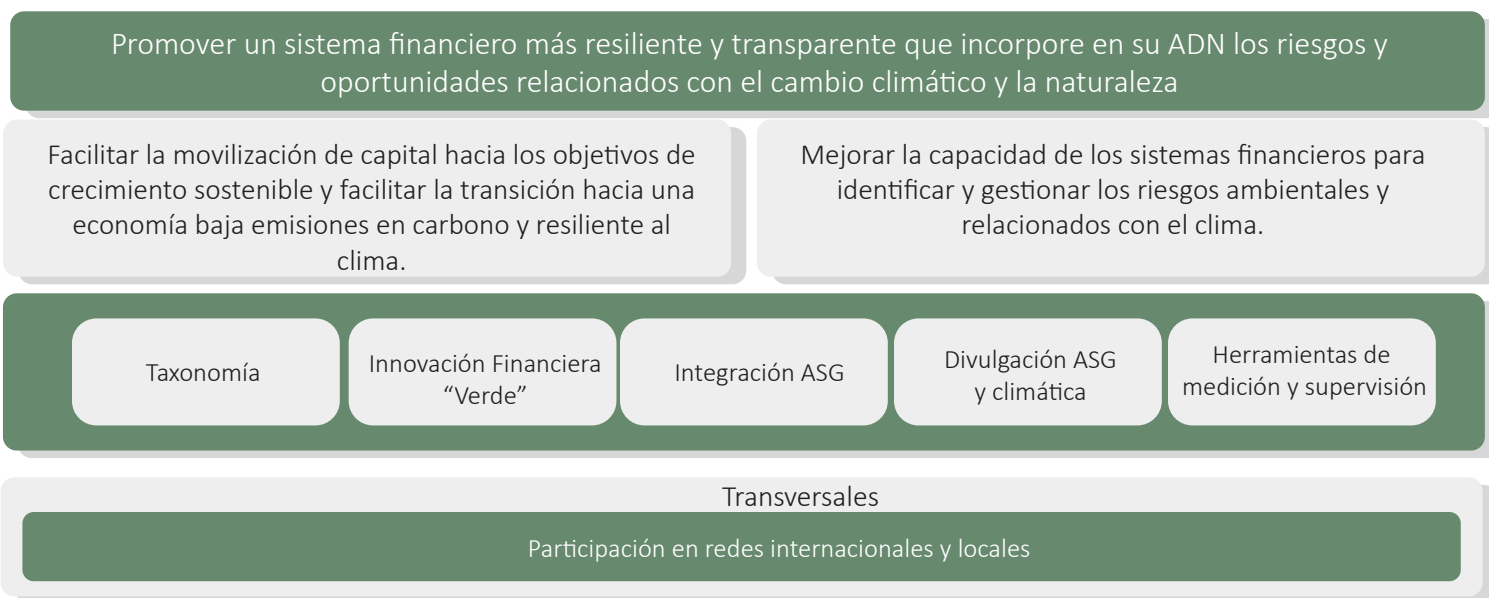 Promover un sistema financiero más resiliente y transparente que incorpore en su ADN los riesgos y
oportunidades relacionados con el cambio climático y la naturaleza
Facilitar la movilización de capital hacia los objetivos de
crecimiento sostenible y facilitar la transición hacia una
economía baja emisiones en carbono y resiliente al
clima.
Mejorar la capacidad de los sistemas financieros para
identificar y gestionar los riesgos ambientales y
relacionados con el clima.
Taxonomía
Innovación Financiera
“Verde”
Integración ASG
Divulgación ASG
y climática
Herramientas de
medición y supervisión
Transversales
Participación en redes internacionales y locales